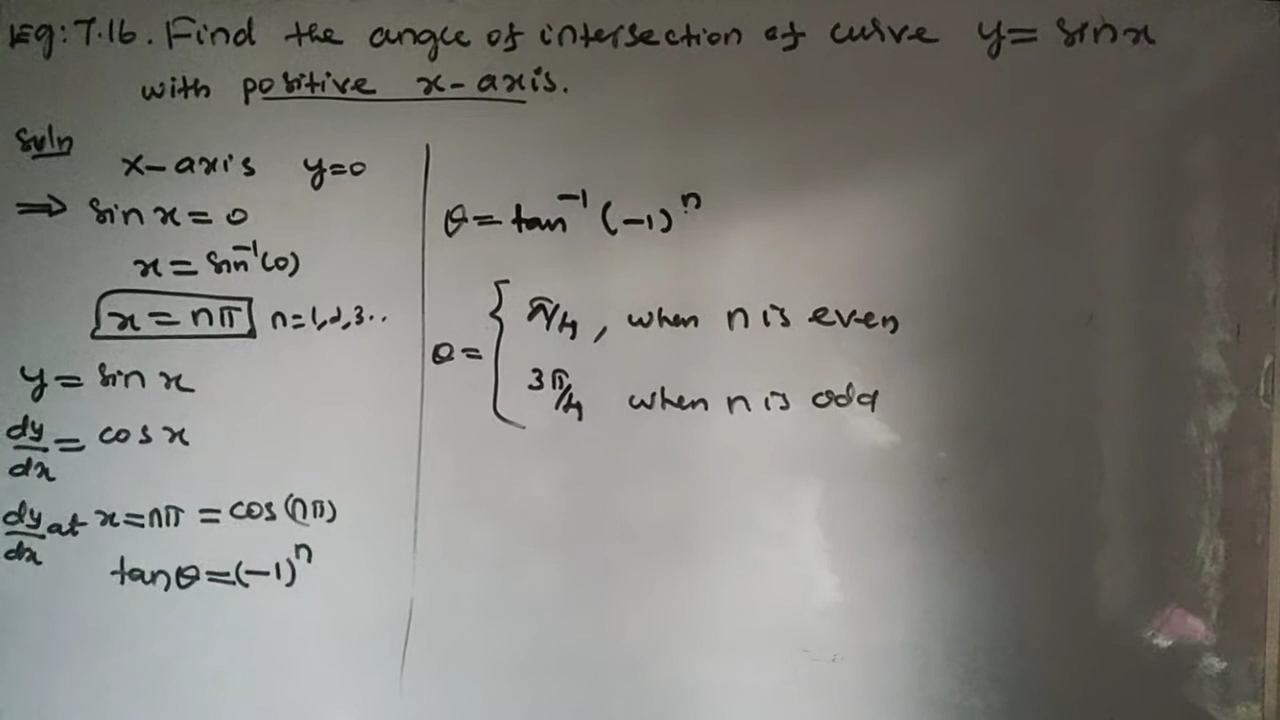 Eg: 7.16. Find the angle of intersection of curve y = sin x
with positive x-axis.
Soln
x-axis y=0
⇒ sin x = 0
x = sin⁻¹(0)
x = nπ n=1,2,3..
y = sin x
dy/dx = cos x
dy/dx at x=nπ = cos(nπ)
tanθ=(-1)ⁿ
θ = tan⁻¹(-1)ⁿ
θ = { π/4, when n is even
3π/4 when n is odd